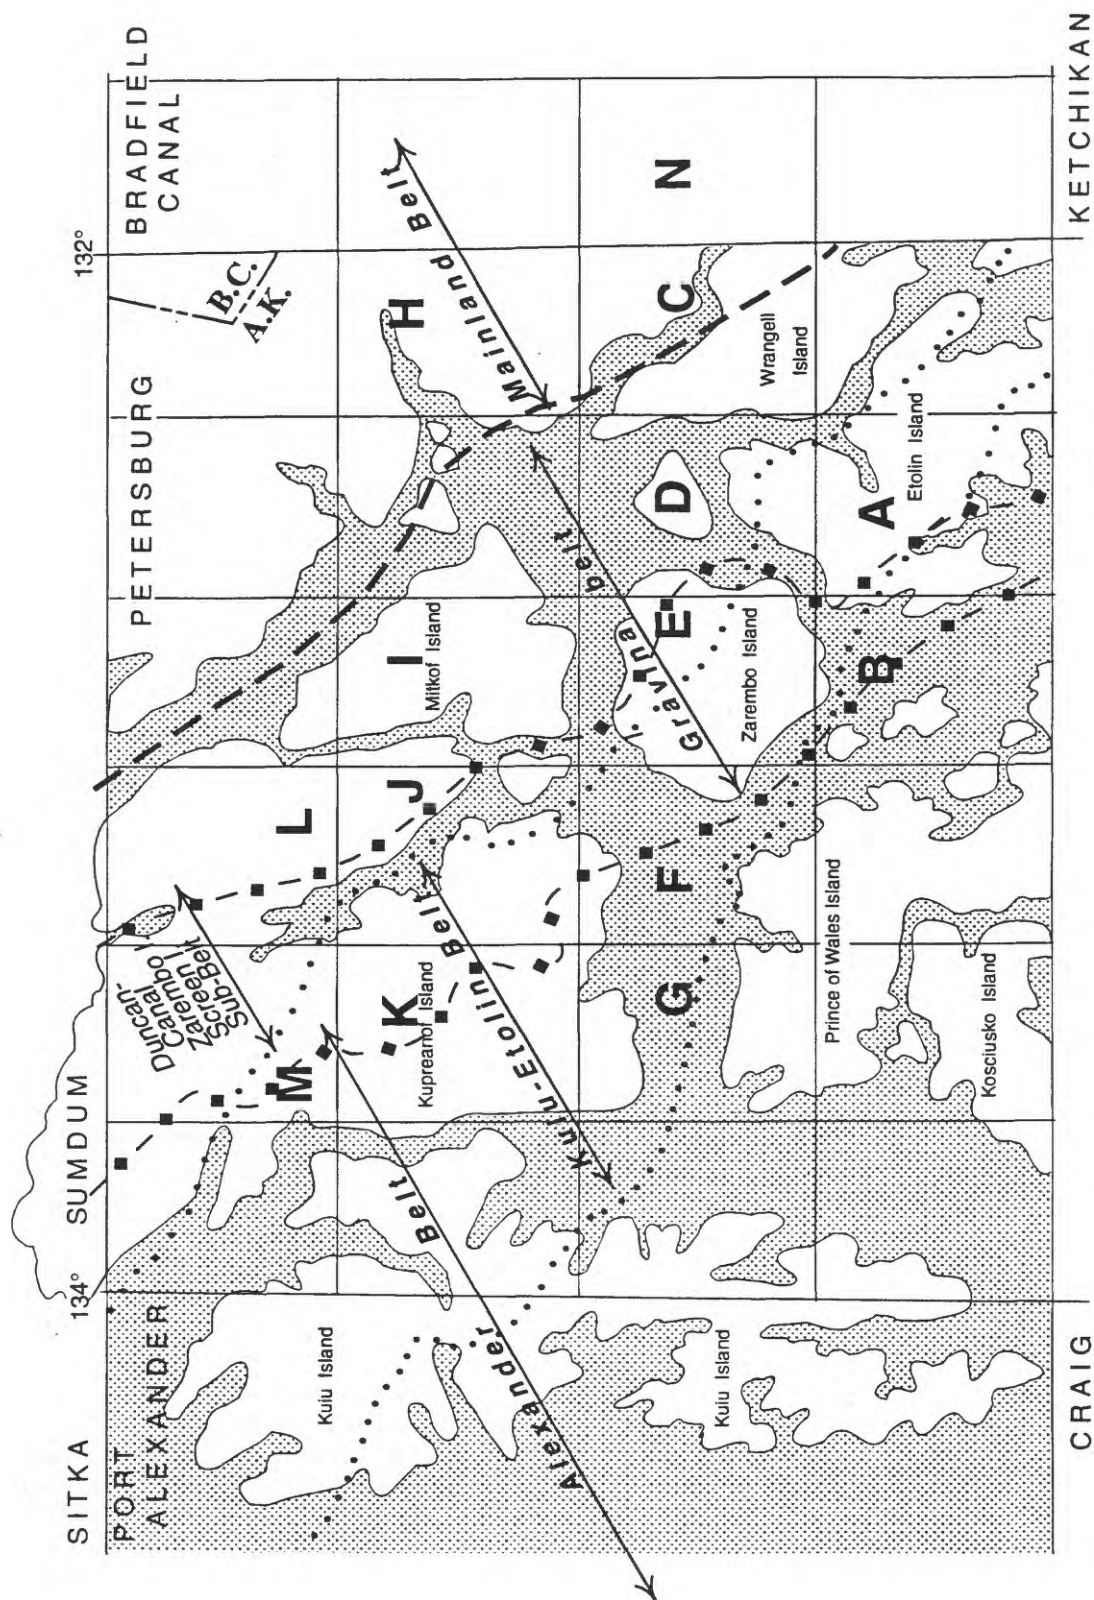 SITKA
SUMDUM
PORT
ALEXANDER
134°
PETERSBURG
132°
BRADFIELD
CANAL
B.C.
A.K.
Duncan-
Canal
Zarembo I.
Screen I.
Sub-Belt
L
M
H
Mainland Belt
I
Mitkof Island
J
K
Kupreanof Island
Kuiu Island
Alexander Belt
Kuiu-Etolin Belt
Gravina belt
N
C
D
E
F
G
Wrangell
Island
Zarembo Island
Kuiu Island
A
B
Etolin Island
Prince of Wales Island
Kosciusko Island
CRAIG
KETCHIKAN